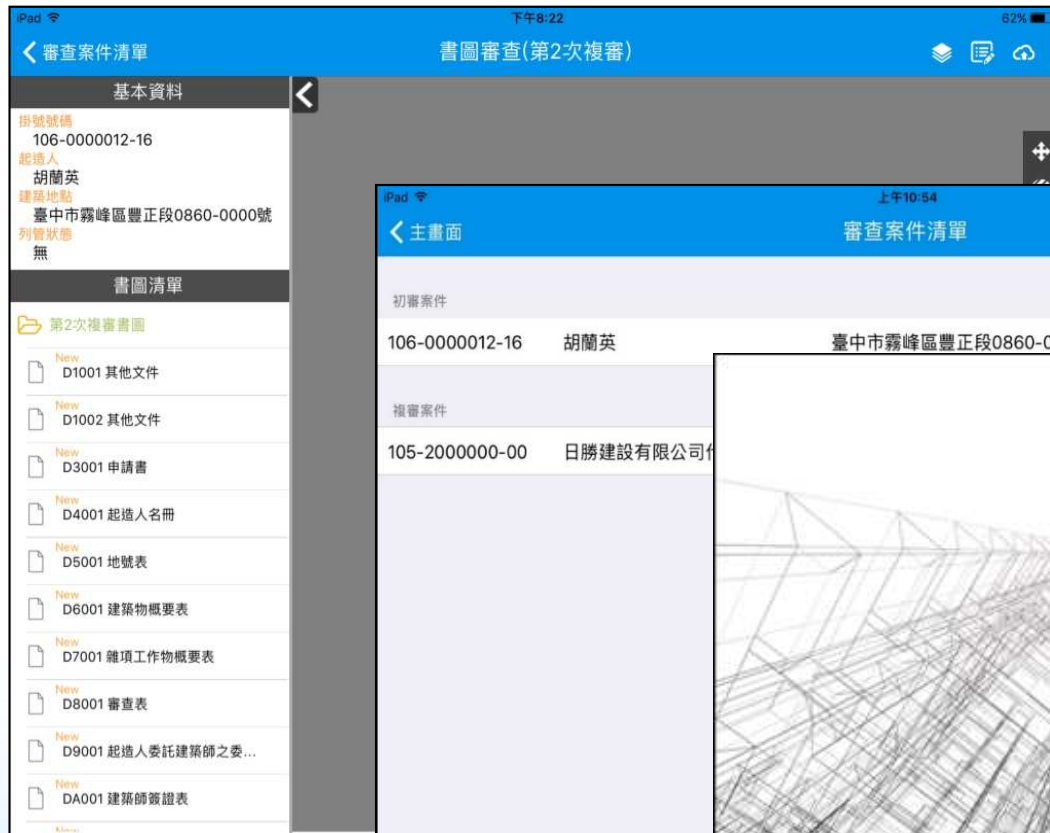 iPad 下午8:22 62%
審查案件清單 書圖審查(第2次複審)
基本資料
掛號號碼
106-0000012-16
起造人
胡蘭英
建築地點
臺中市霧峰區豐正段0860-0000號
列管狀態
無
書圖清單
第2次複審書圖
New
D1001 其他文件
New
D1002 其他文件
New
D3001 申請書
New
D4001 起造人名冊
New
D5001 地號表
New
D6001 建築物概要表
New
D7001 雜項工作物概要表
New
D8001 審查表
New
D9001 起造人委託建築師之委...
New
DA001 建築師簽證表
New
iPad 上午10:54
主畫面 審查案件清單
初審案件
106-0000012-16 胡蘭英 臺中市霧峰區豐正段0860-0
複審案件
105-2000000-00 日勝建設有限公司